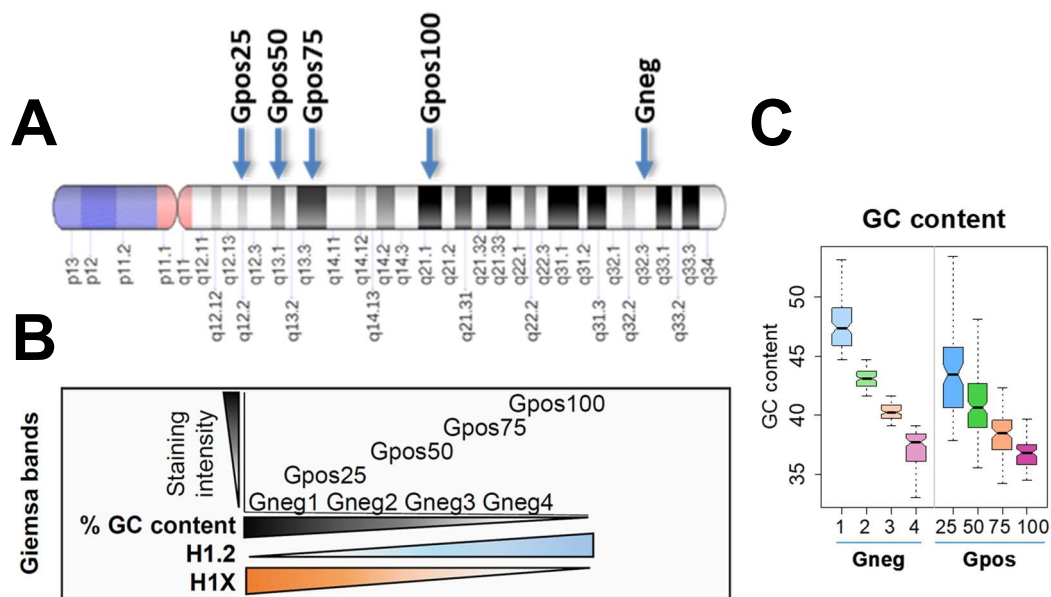 A
Gpos25
Gpos50
Gpos75
Gpos100
Gneg
p13
p12
p11.2
p11.1
q11
q12.11
q12.12
q12.13
q12.2
q12.3
q13.1
q13.2
q13.3
q14.11
q14.12
q14.13
q14.2
q14.3
q21.1
q21.2
q21.31
q21.32
q21.33
q22.1
q22.2
q22.3
q31.1
q31.2
q31.3
q32.1
q32.2
q32.3
q33.1
q33.2
q33.3
q34
B
Giemsa bands
Staining
intensity
Gpos100
Gpos75
Gpos50
Gpos25
Gneg1 Gneg2 Gneg3 Gneg4
% GC content
H1.2
H1X
C
GC content
GC content
50
45
40
35
1 2 3 4 25 50 75 100
Gneg Gpos